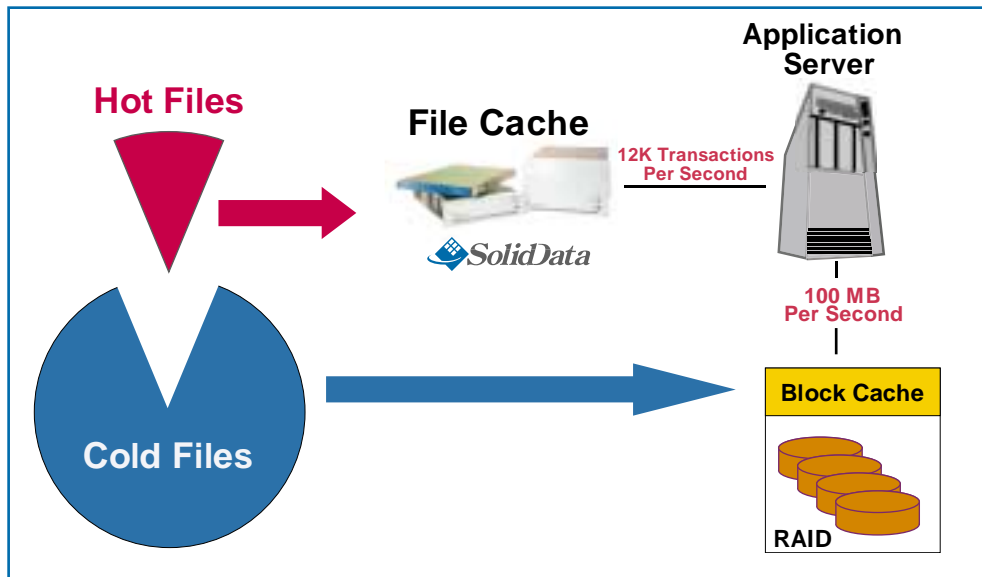 Application
Server
Hot Files
File Cache
12K Transactions
Per Second
SolidData
100 MB
Per Second
Block Cache
Cold Files
RAID